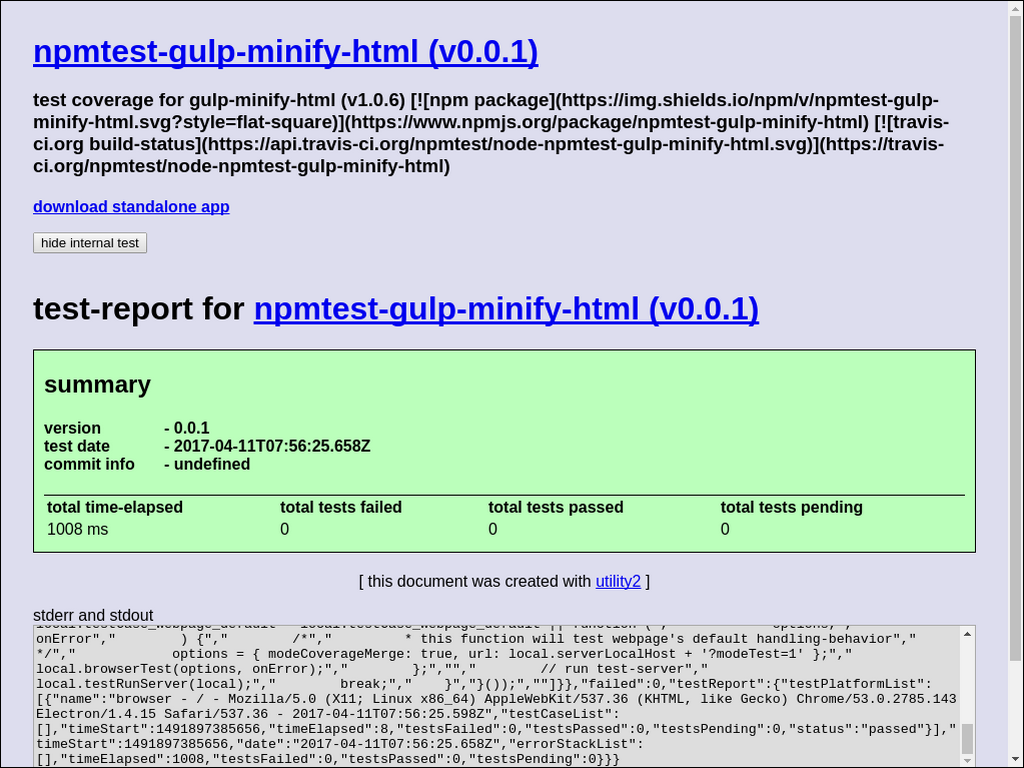 npmtest-gulp-minify-html (v0.0.1)
test coverage for gulp-minify-html (v1.0.6) [![npm package](https://img.shields.io/npm/v/npmtest-gulp-
minify-html.svg?style=flat-square)](https://www.npmjs.org/package/npmtest-gulp-minify-html) [![travis-
ci.org build-status](https://api.travis-ci.org/npmtest/node-npmtest-gulp-minify-html.svg)](https://travis-
ci.org/npmtest/node-npmtest-gulp-minify-html)
download standalone app
hide internal test
test-report for npmtest-gulp-minify-html (v0.0.1)
summary
version - 0.0.1
test date - 2017-04-11T07:56:25.658Z
commit info - undefined
total time-elapsed total tests failed total tests passed total tests pending
1008 ms 0 0 0
[ this document was created with utility2 ]
stderr and stdout
onError"," ) {"," /*"," * this function will test webpage's default handling-behavior","
*/"," options = { modeCoverageMerge: true, url: local.serverLocalHost + '?modeTest=1' };","
local.browserTest(options, onError);"," };",""," // run test-server","
local.testRunServer(local);"," break;"," }","}());",""]}},"failed":0,"testReport":{"testPlatformList":
[{"name":"browser - / - Mozilla/5.0 (X11; Linux x86_64) AppleWebKit/537.36 (KHTML, like Gecko) Chrome/53.0.2785.143
Electron/1.4.15 Safari/537.36 - 2017-04-11T07:56:25.598Z","testCaseList":
[],"timeStart":1491897385656,"timeElapsed":8,"testsFailed":0,"testsPassed":0,"testsPending":0,"status":"passed"}],"
timeStart":1491897385656,"date":"2017-04-11T07:56:25.658Z","errorStackList":
[],"timeElapsed":1008,"testsFailed":0,"testsPassed":0,"testsPending":0}}}